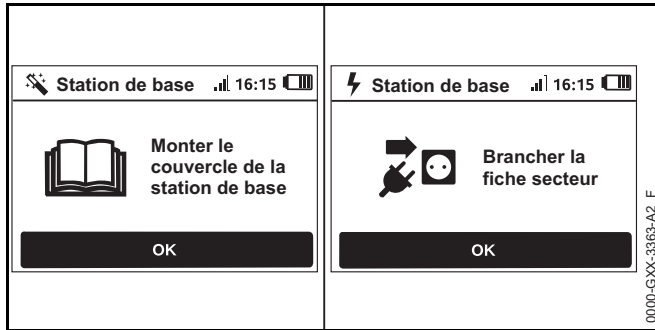 Station de base 16:15
Monter le
couvercle de la
station de base
OK
Station de base 16:15
Brancher la
fiche secteur
OK
0000-GXX-3363-A2_F